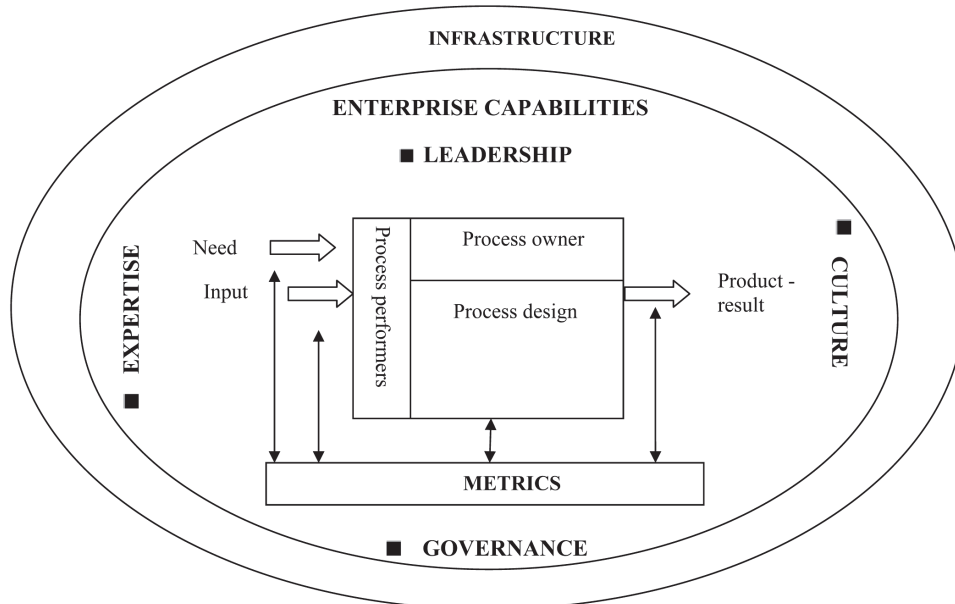 INFRASTRUCTURE
ENTERPRISE CAPABILITIES
LEADERSHIP
Need
Input
Process performers
Process owner
Process design
Product -
result
EXPERTISE
CULTURE
METRICS
GOVERNANCE